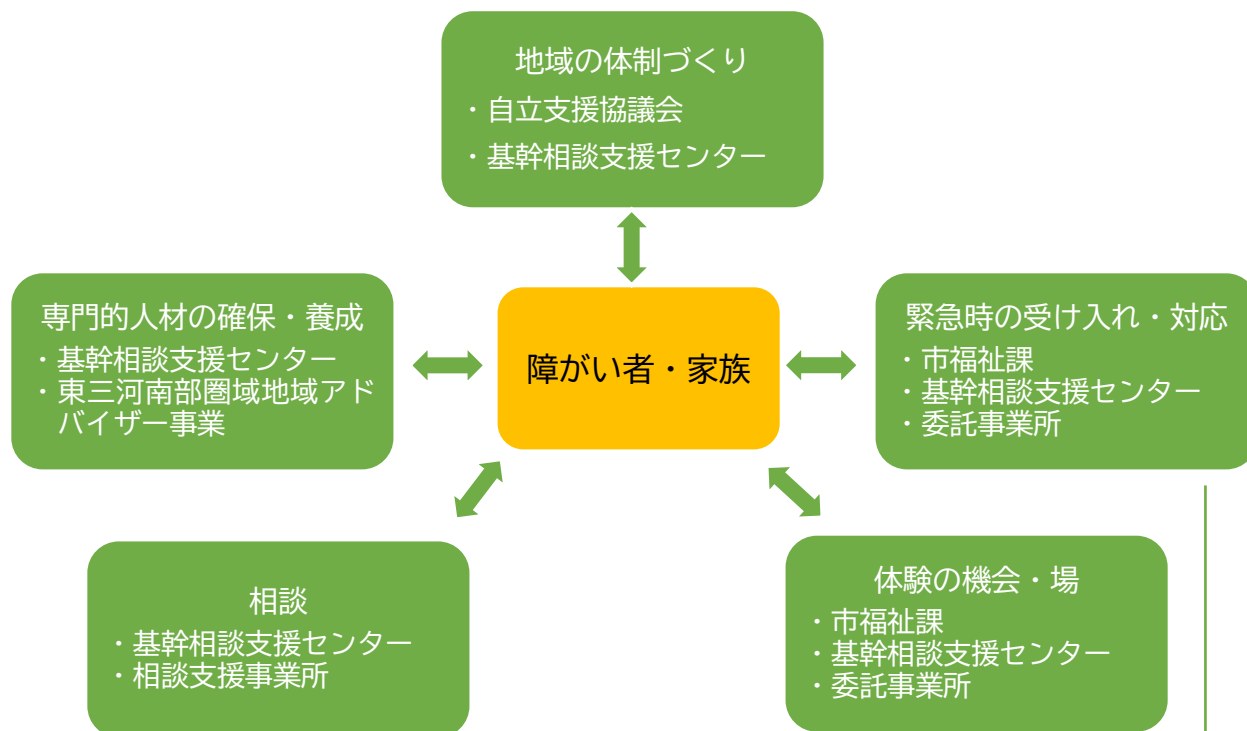 地域の体制づくり
・自立支援協議会
・基幹相談支援センター
専門的人材の確保・養成
・基幹相談支援センター
・東三河南部圏域地域アド
バイザー事業
障がい者・家族
緊急時の受け入れ・対応
・市福祉課
・基幹相談支援センター
・委託事業所
相談
・基幹相談支援センター
・相談支援事業所
体験の機会・場
・市福祉課
・基幹相談支援センター
・委託事業所